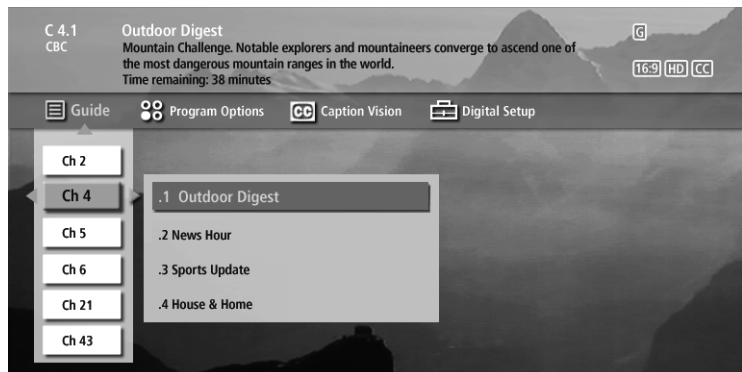 C 4.1
CBC
Outdoor Digest
Mountain Challenge. Notable explorers and mountaineers converge to ascend one of
the most dangerous mountain ranges in the world.
Time remaining: 38 minutes
G
16:9 HD CC
Guide
Program Options
CC Caption Vision
Digital Setup
Ch 2
Ch 4
Ch 5
Ch 6
Ch 21
Ch 43
.1 Outdoor Digest
.2 News Hour
.3 Sports Update
.4 House & Home